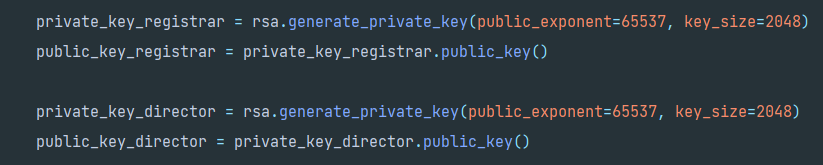 private_key_registrar = rsa.generate_private_key(public_exponent=65537, key_size=2048)
public_key_registrar = private_key_registrar.public_key()
private_key_director = rsa.generate_private_key(public_exponent=65537, key_size=2048)
public_key_director = private_key_director.public_key()